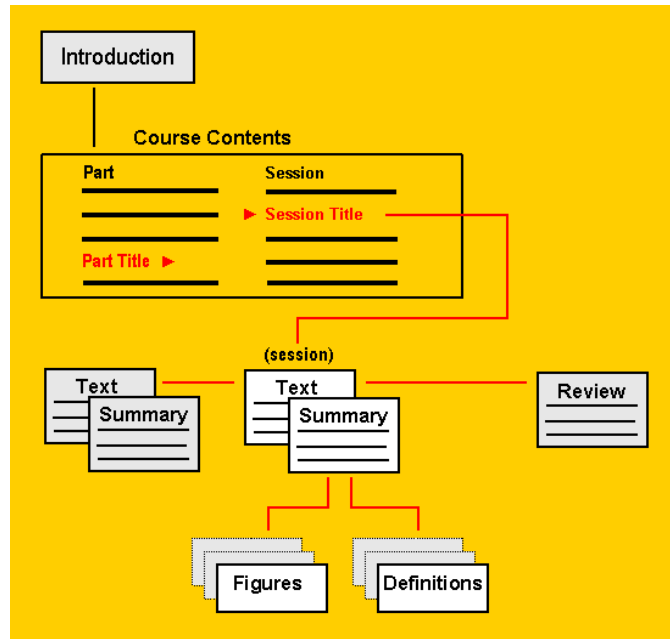 Introduction
Course Contents
Part Session
► Session Title
Part Title ►
(session)
Text Text Review
Summary Summary
Figures Definitions